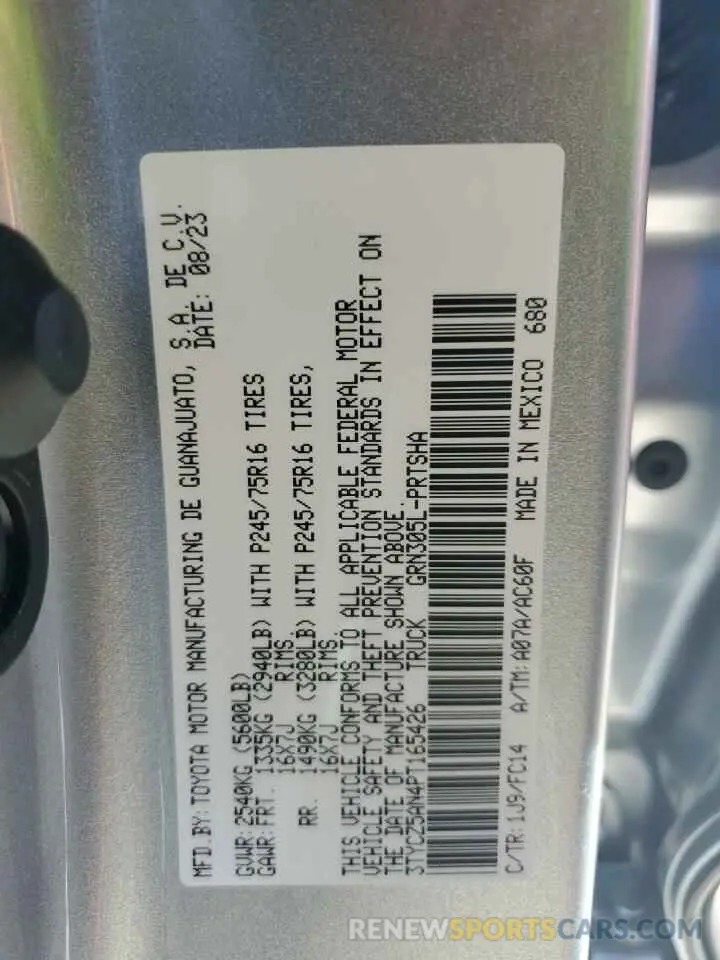 MFD.BY: TOYOTA MOTOR MANUFACTURING DE GUANAJUATO, S.A. DE C.V.
DATE: 08/23
GVWR: 2540KG (5600LB)
GAWR: FRT. 1335KG (2940LB) WITH P245/75R16 TIRES
16X7J RIMS.
RR. 1490KG (3280LB) WITH P245/75R16 TIRES,
16X7J RIMS.
THIS VEHICLE CONFORMS TO ALL APPLICABLE FEDERAL MOTOR
VEHICLE SAFETY AND THEFT PREVENTION STANDARDS IN EFFECT ON
THE DATE OF MANUFACTURE SHOWN ABOVE.
3TYCZ5AN4PT165426 TRUCK GRN305L-PRTSHA
C/TR: 1J9/FC14 A/TM: A07A/AC60F MADE IN MEXICO 680
RENEWSPORTSCARS.COM